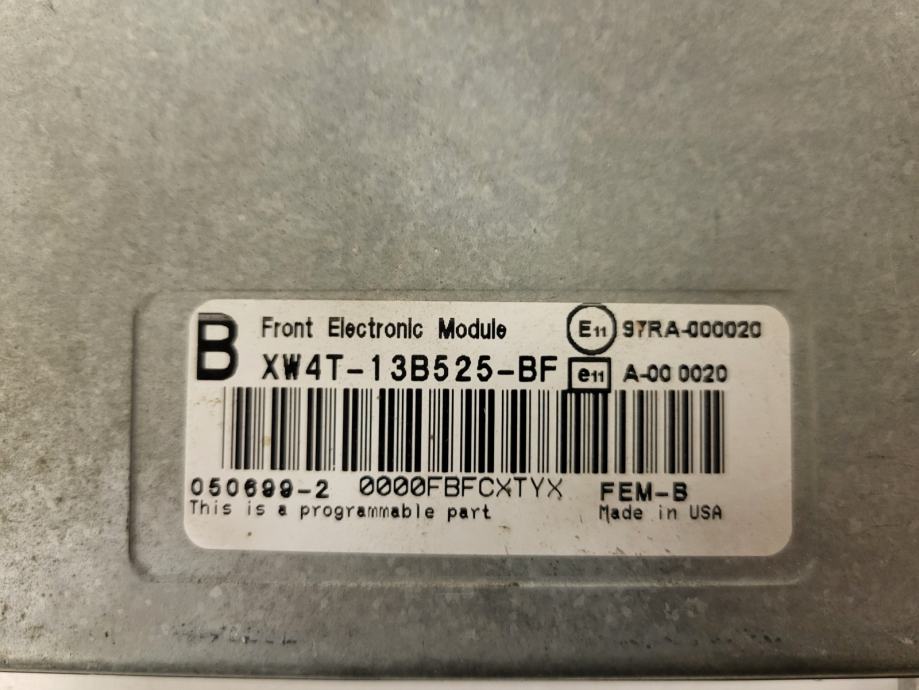 B Front Electronic Module E11 97RA-000020
XW4T-13B525-BF e11 A-00 0020
050699-2 0000FBFCXTYX FEM-B
This is a programmable part Made in USA